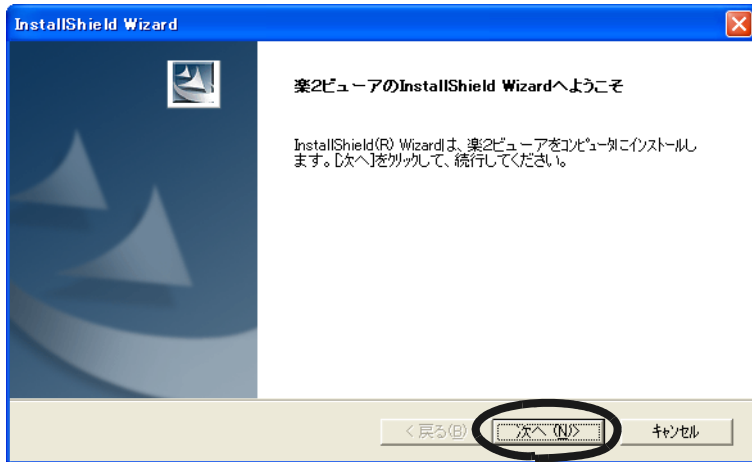 InstallShield Wizard
楽2ビューアのInstallShield Wizardへようこそ
InstallShield(R) Wizardは、楽2ビューアをコンピュータにインストールし
ます。[次へ]をクリックして、続行してください。
< 戻る(B)
次へ(N)>
キャンセル